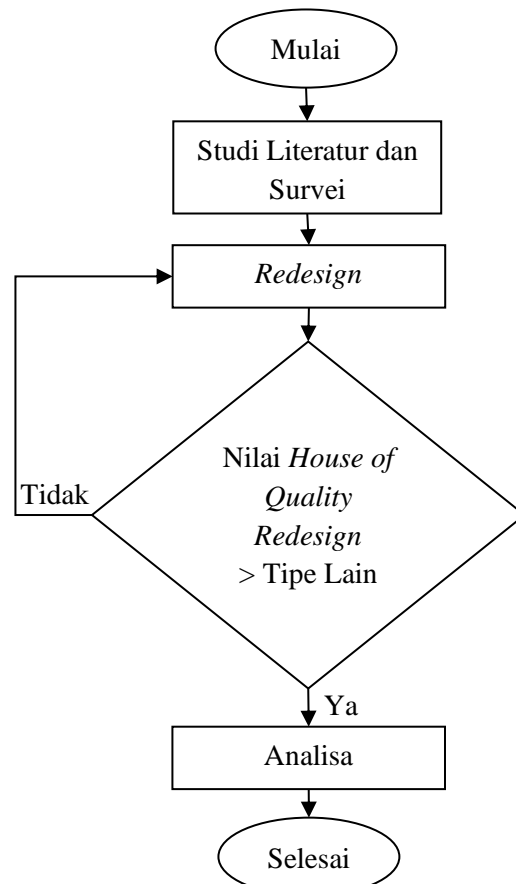 Mulai
Studi Literatur dan
Survei
Redesign
Nilai House of
Quality
Redesign
> Tipe Lain
Tidak
Ya
Analisa
Selesai